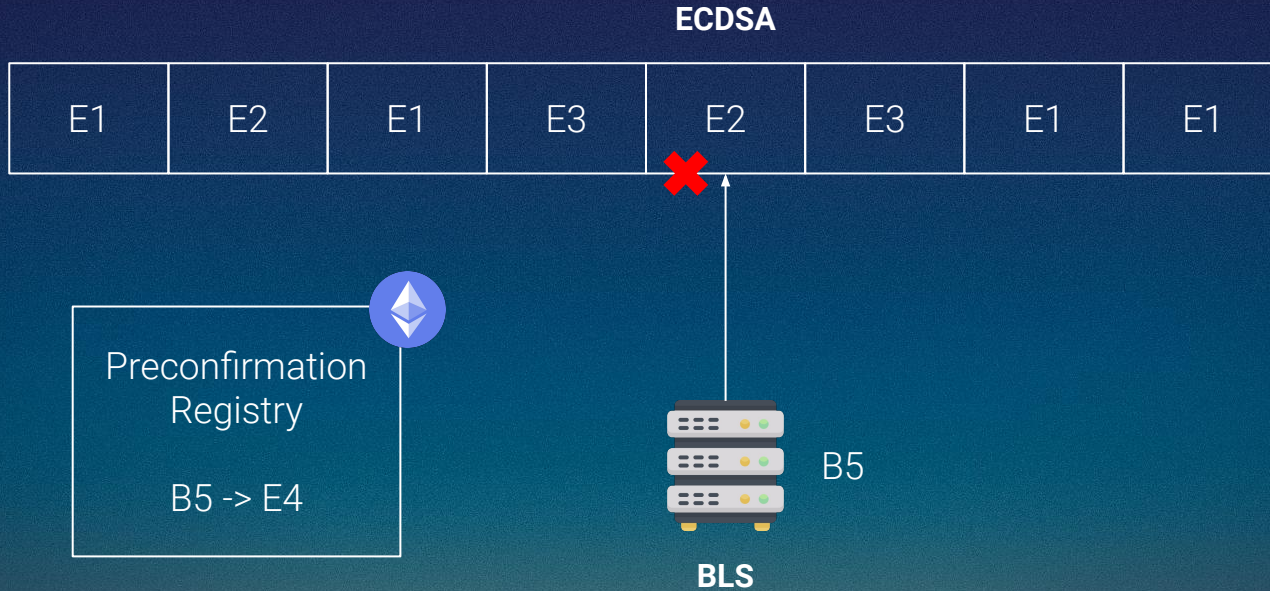 ECDSA
E1 E2 E1 E3 E2 E3 E1 E1
Preconfirmation
Registry
B5 -> E4
B5
BLS